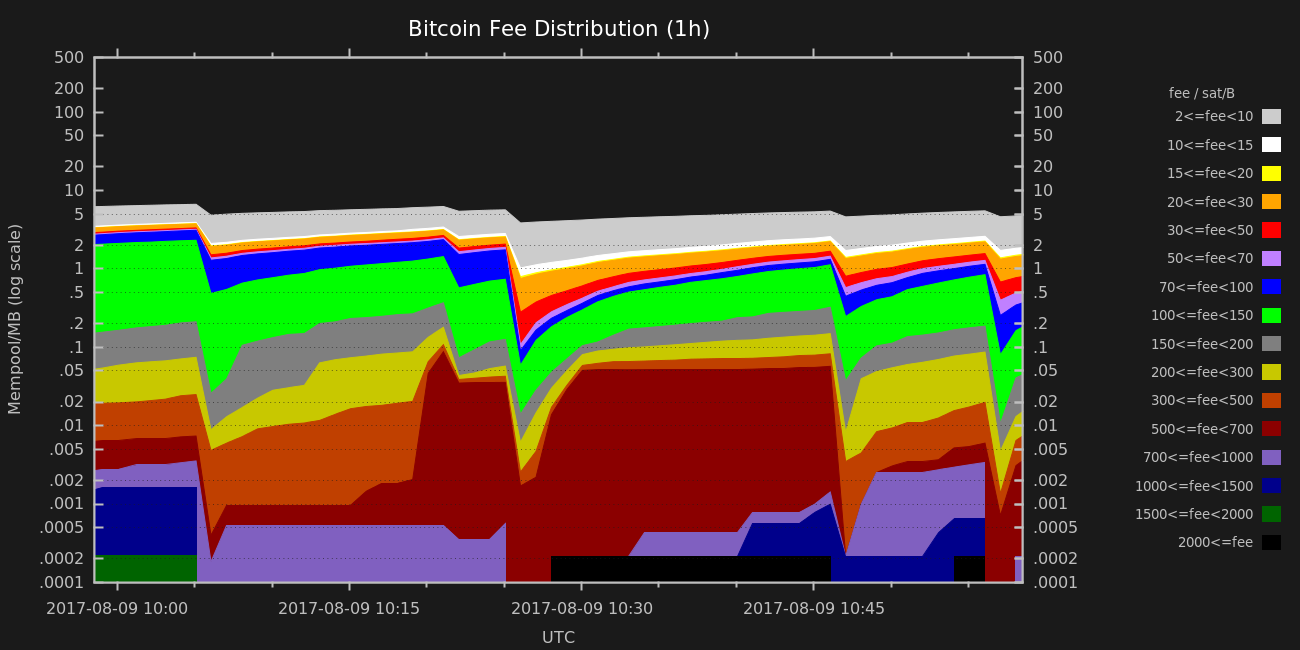 Bitcoin Fee Distribution (1h)
Mempool/MB (log scale)
500
200
100
50
20
10
5
2
1
.5
.2
.1
.05
.02
.01
.005
.002
.001
.0005
.0002
.0001
500
200
100
50
20
10
5
2
1
.5
.2
.1
.05
.02
.01
.005
.002
.001
.0005
.0002
.0001
2017-08-09 10:00
2017-08-09 10:15
2017-08-09 10:30
2017-08-09 10:45
UTC
fee / sat/B
2<=fee<10
10<=fee<15
15<=fee<20
20<=fee<30
30<=fee<50
50<=fee<70
70<=fee<100
100<=fee<150
150<=fee<200
200<=fee<300
300<=fee<500
500<=fee<700
700<=fee<1000
1000<=fee<1500
1500<=fee<2000
2000<=fee